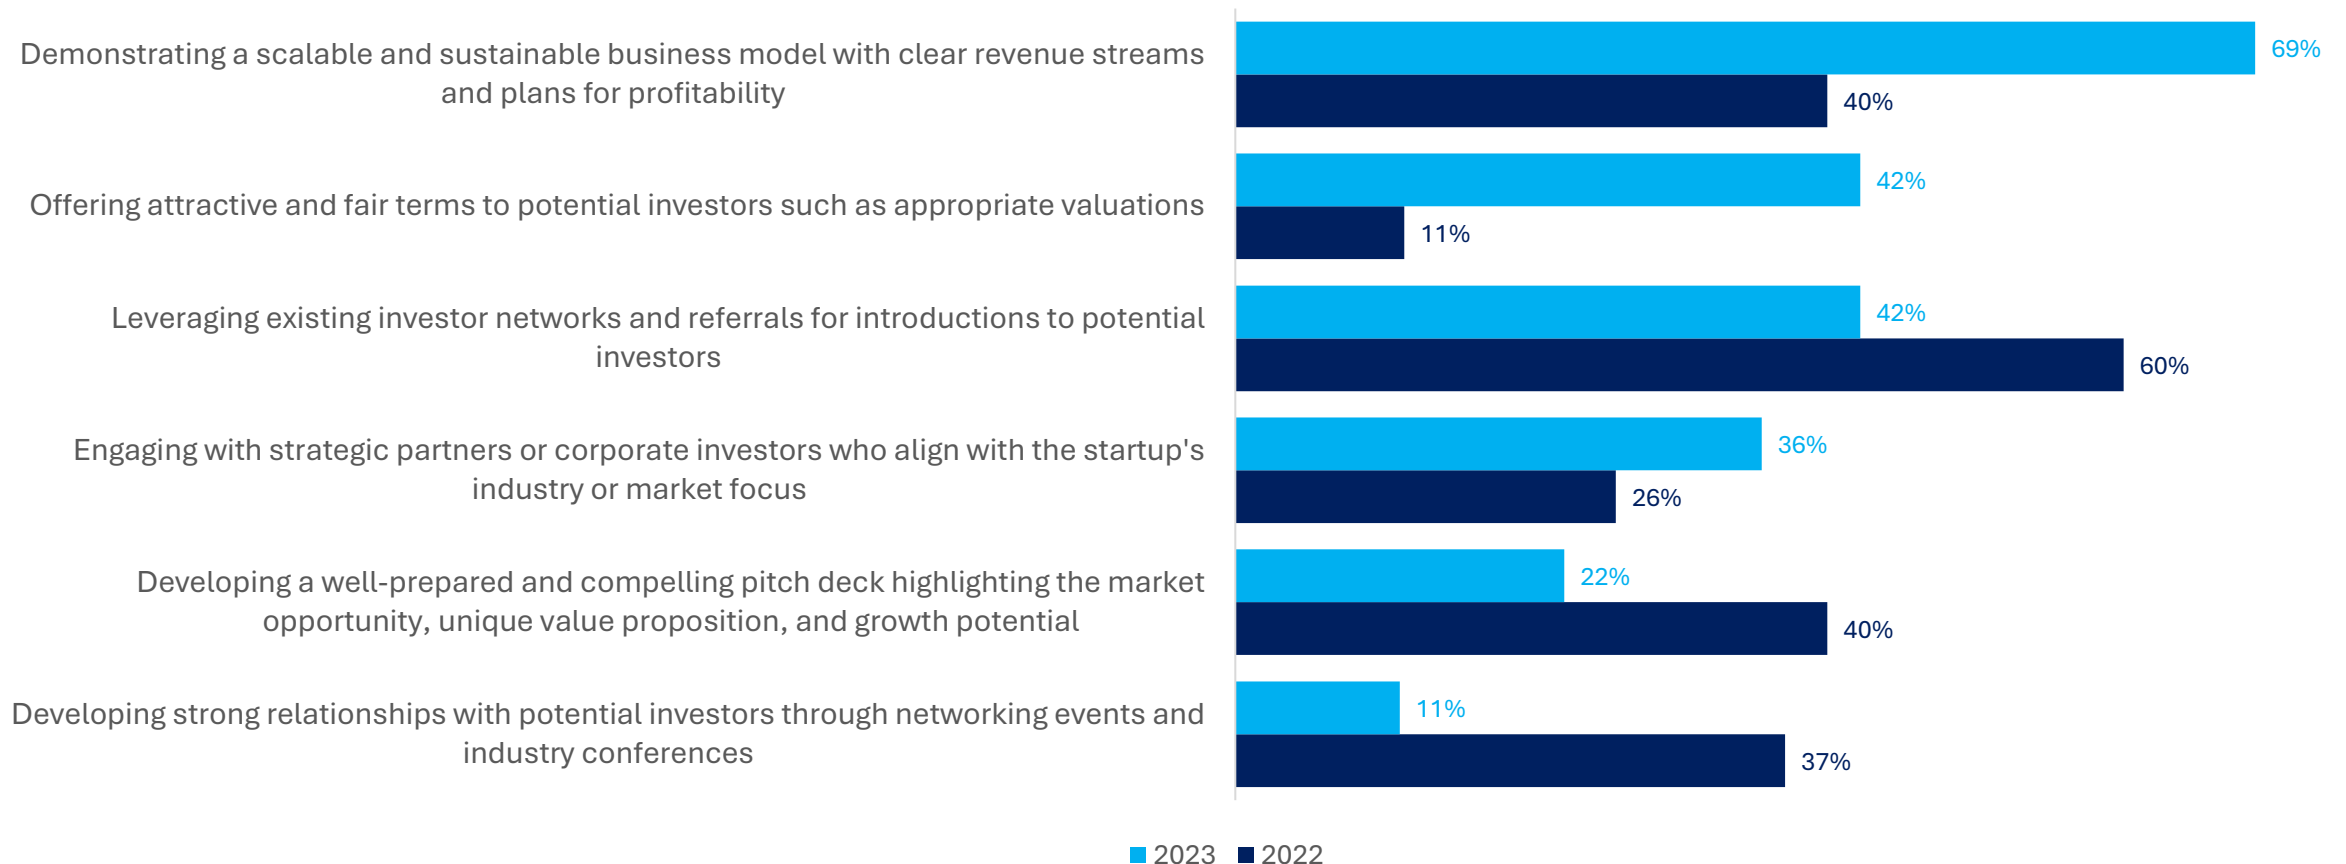 Demonstrating a scalable and sustainable business model with clear revenue streams
and plans for profitability
69%
40%
Offering attractive and fair terms to potential investors such as appropriate valuations
42%
11%
Leveraging existing investor networks and referrals for introductions to potential
investors
42%
60%
Engaging with strategic partners or corporate investors who align with the startup's
industry or market focus
36%
26%
Developing a well-prepared and compelling pitch deck highlighting the market
opportunity, unique value proposition, and growth potential
22%
40%
Developing strong relationships with potential investors through networking events and
industry conferences
11%
37%
2023 2022